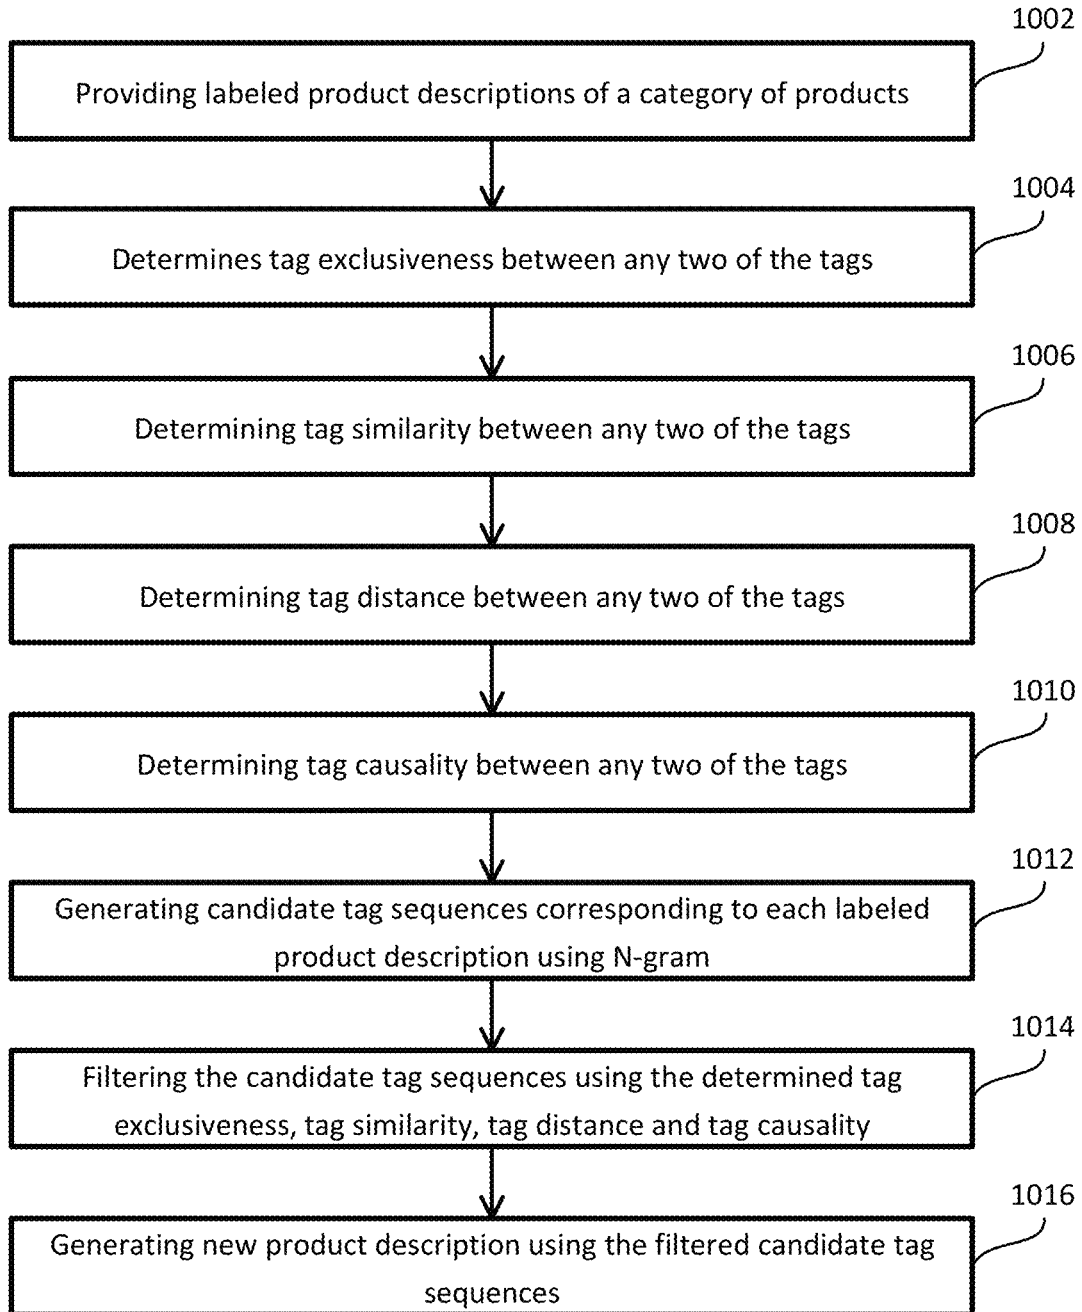 1002
Providing labeled product descriptions of a category of products
1004
Determines tag exclusiveness between any two of the tags
1006
Determining tag similarity between any two of the tags
1008
Determining tag distance between any two of the tags
1010
Determining tag causality between any two of the tags
1012
Generating candidate tag sequences corresponding to each labeled
product description using N-gram
1014
Filtering the candidate tag sequences using the determined tag
exclusiveness, tag similarity, tag distance and tag causality
1016
Generating new product description using the filtered candidate tag
sequences